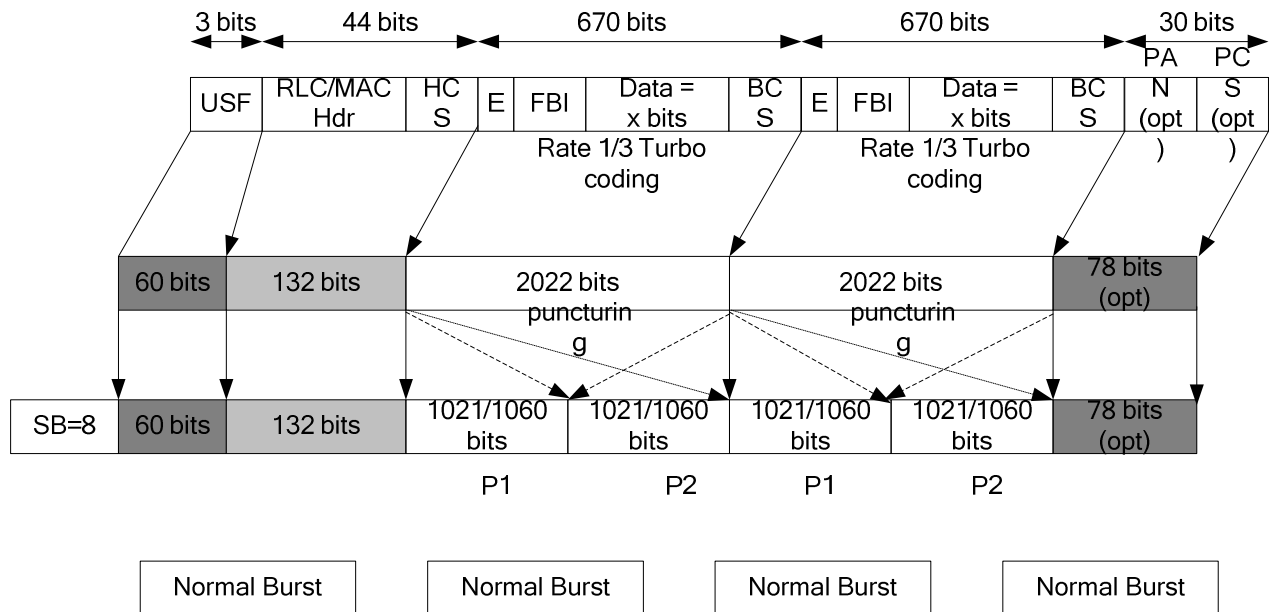 3 bits 44 bits 670 bits 670 bits 30 bits
USF
RLC/MAC
Hdr
HC
S
E
FBI
Data =
x bits
BC
S
E
FBI
Data =
x bits
BC
S
PA
N
(opt
)
PC
S
(opt
)
Rate 1/3 Turbo
coding
Rate 1/3 Turbo
coding
60 bits
132 bits
2022 bits
puncturin
g
2022 bits
puncturin
g
78 bits
(opt)
SB=8
60 bits
132 bits
1021/1060
bits
1021/1060
bits
1021/1060
bits
1021/1060
bits
78 bits
(opt)
P1 P2 P1 P2
Normal Burst Normal Burst Normal Burst Normal Burst